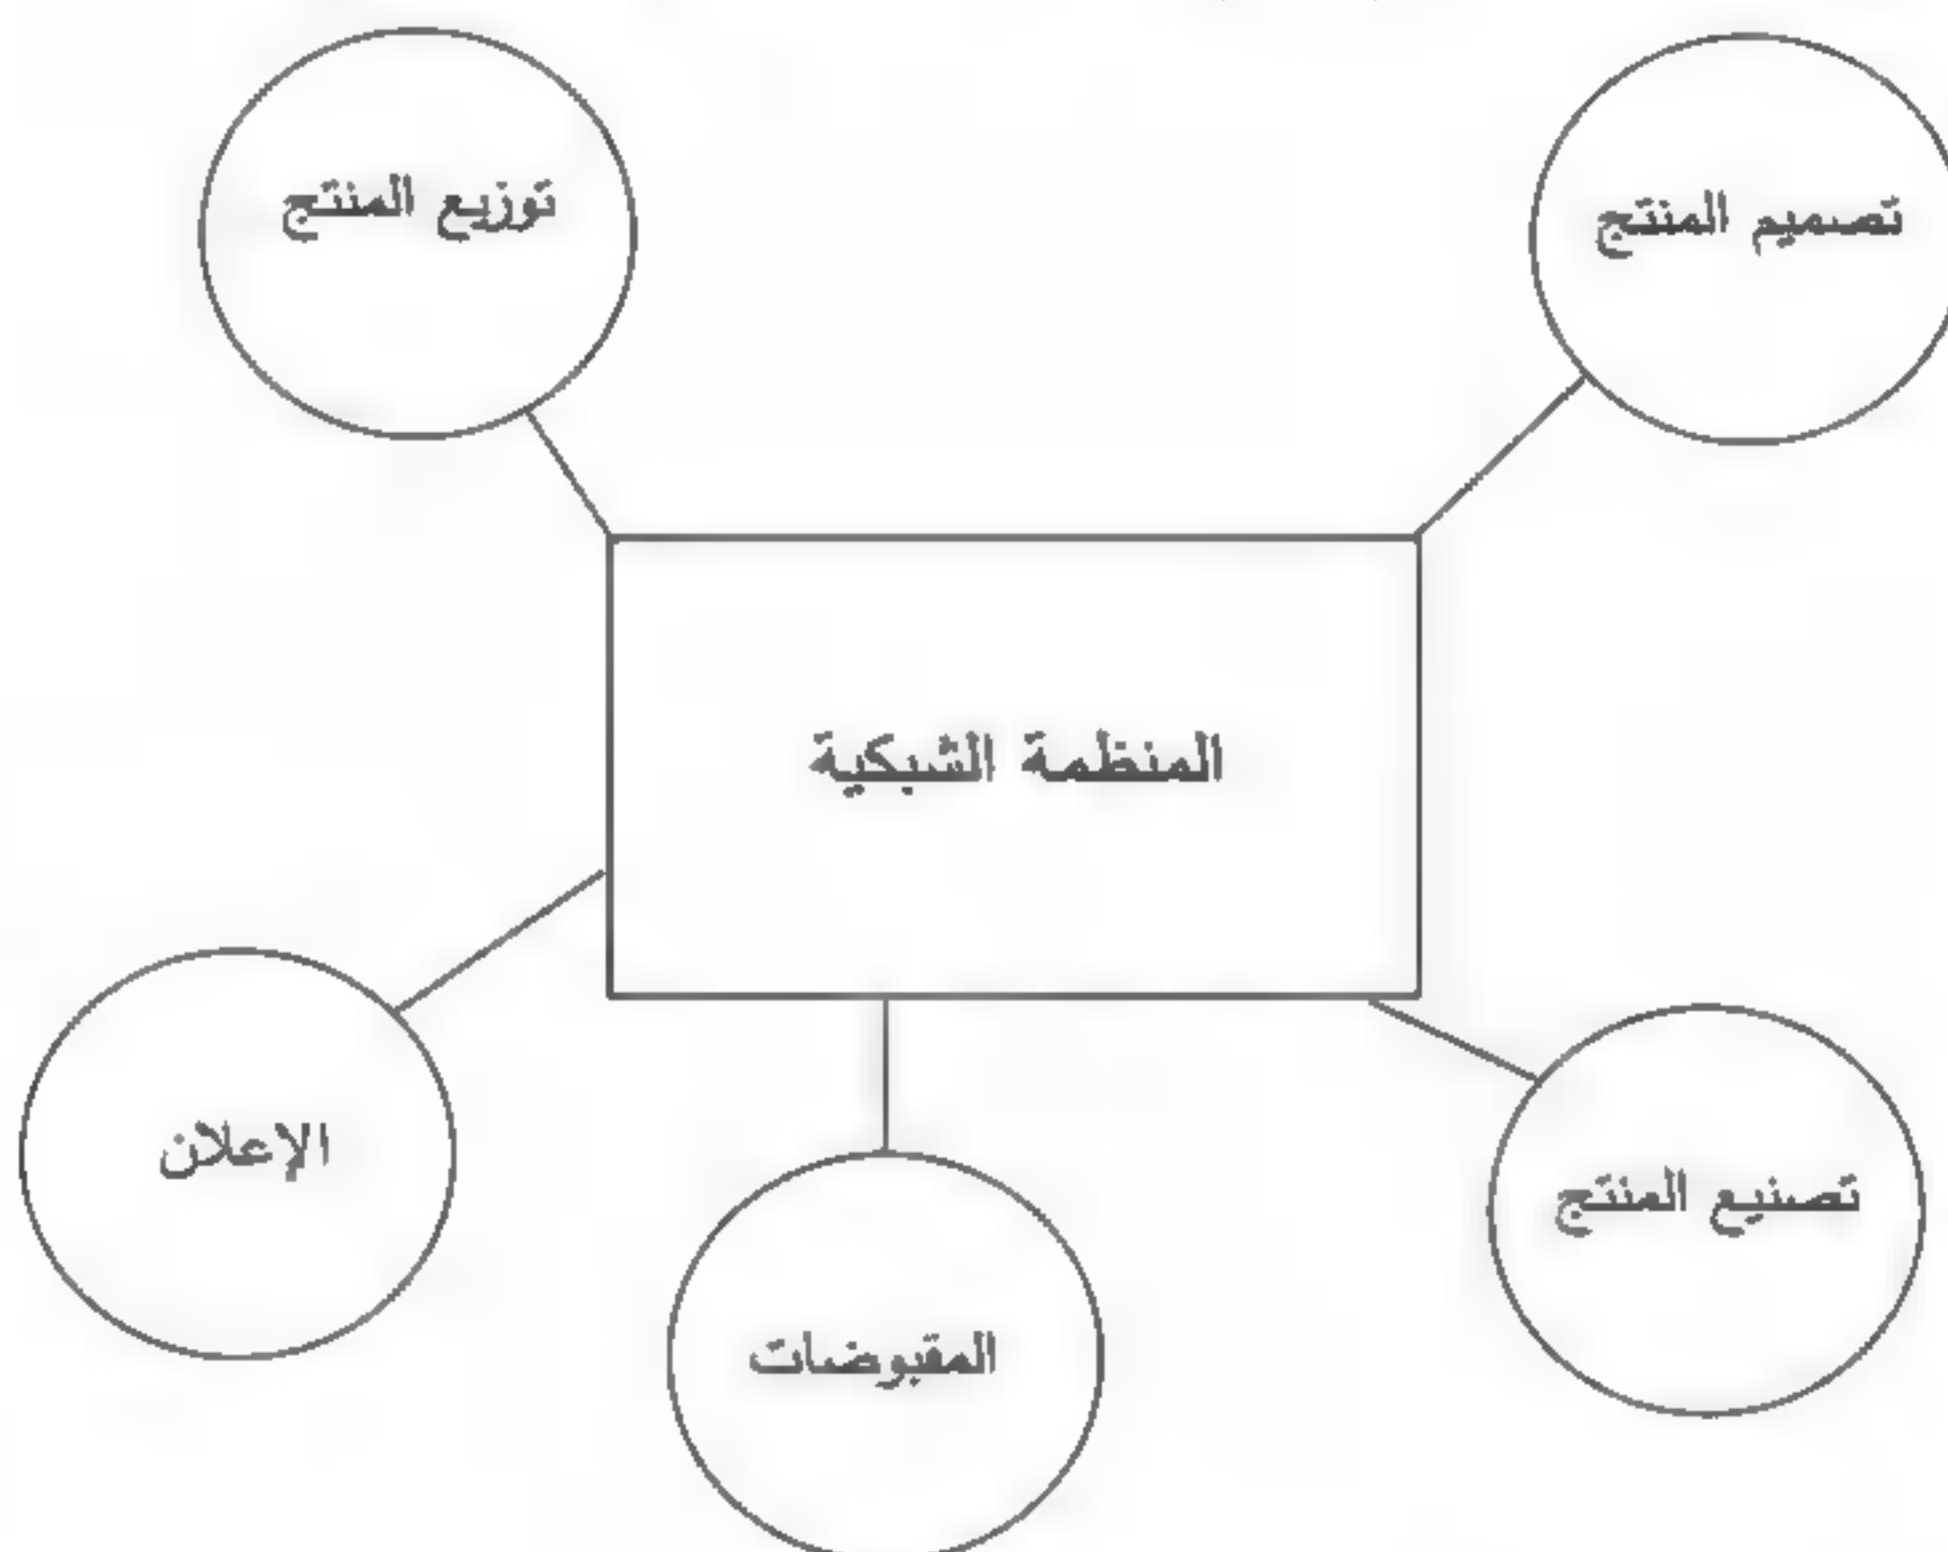 تصميم المنتج
توزيع المنتج
المنظمة الشبكية
تصنيع المنتج
المقبوضات
الإعلان